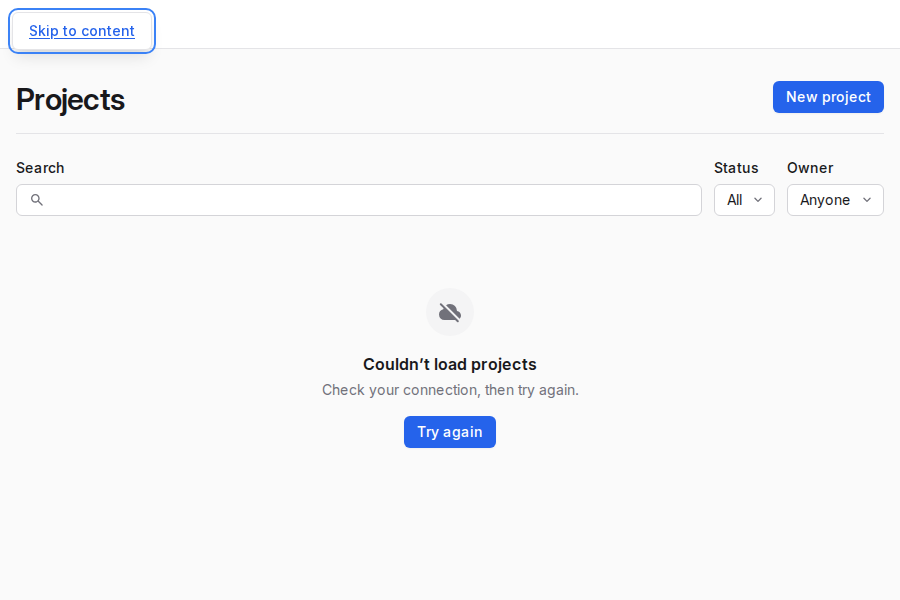 Skip to content
Projects
New project
Search
Status
Owner
All
Anyone
Couldn’t load projects
Check your connection, then try again.
Try again